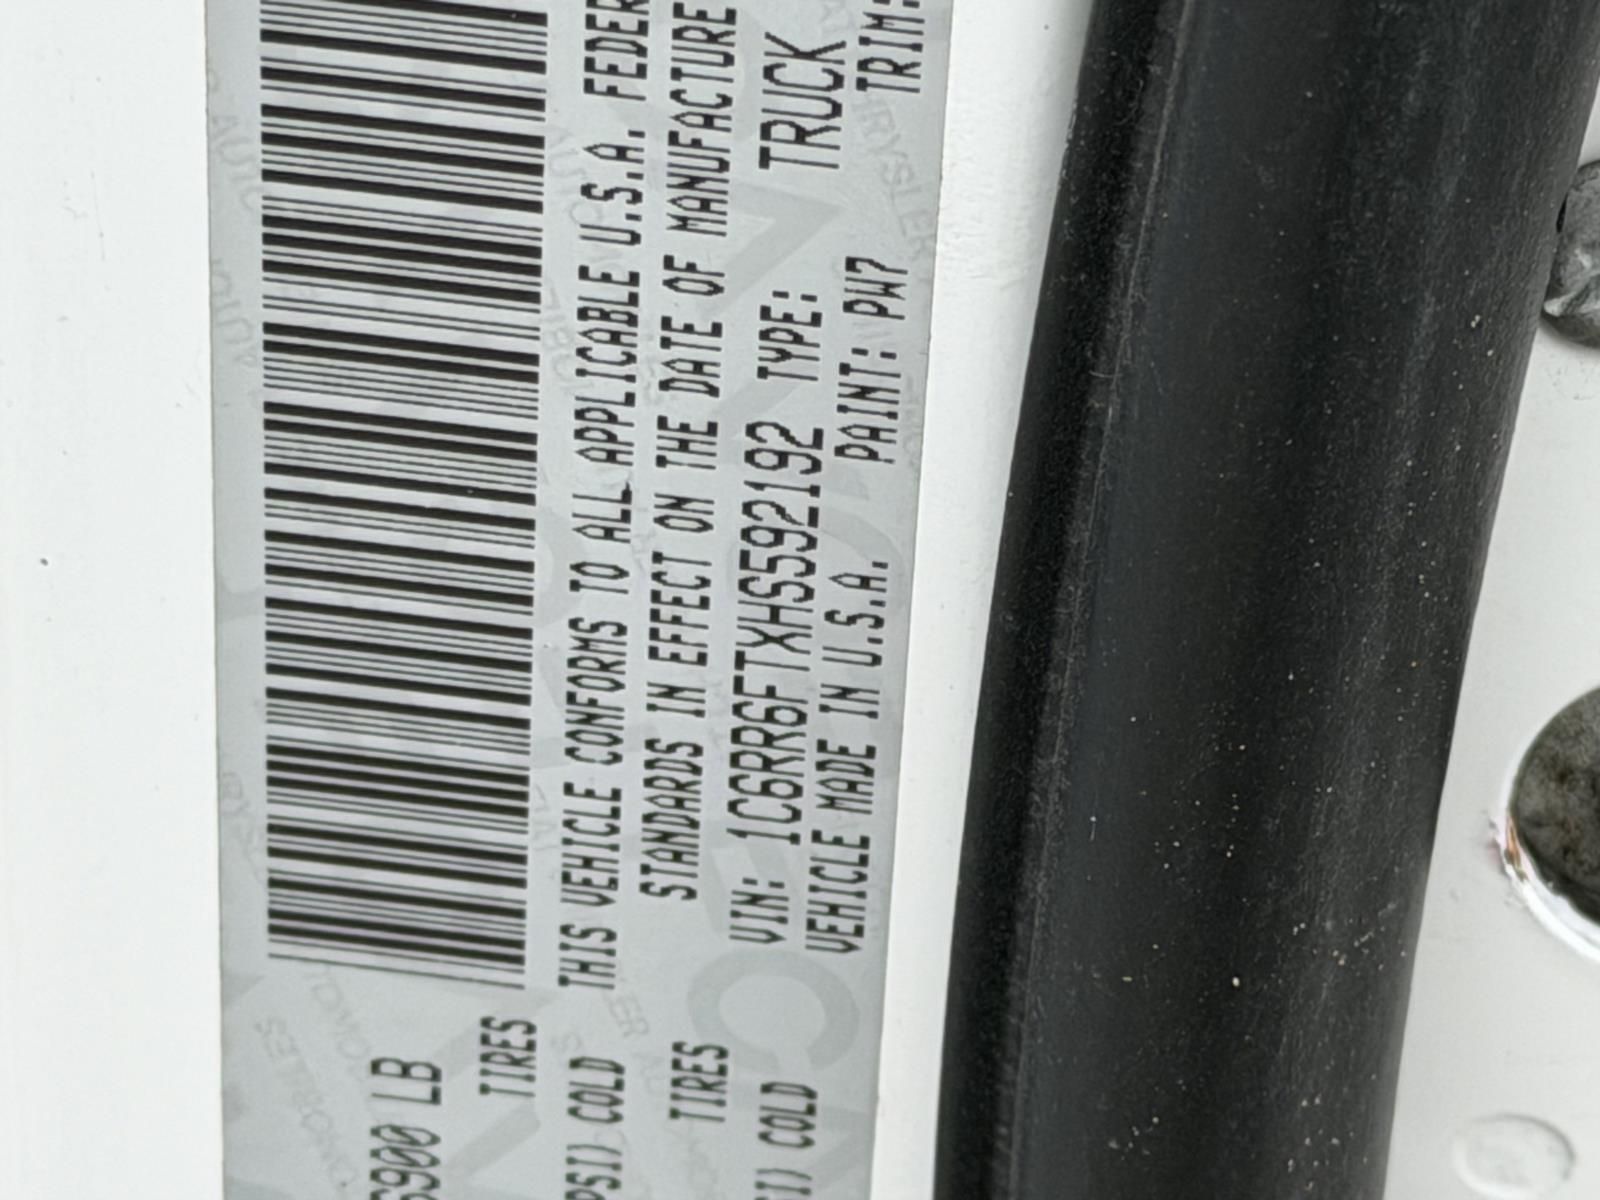 6900 LB
TIRES
PSI) COLD
TIRES
SI) COLD
THIS VEHICLE CONFORMS TO ALL APPLICABLE U.S.A. FEDER
STANDARDS IN EFFECT ON THE DATE OF MANUFACTURE
VIN: 1C6RR6FTXHS592192 TYPE: TRUCK
VEHICLE MADE IN U.S.A. PAINT: PW7 TRIM: